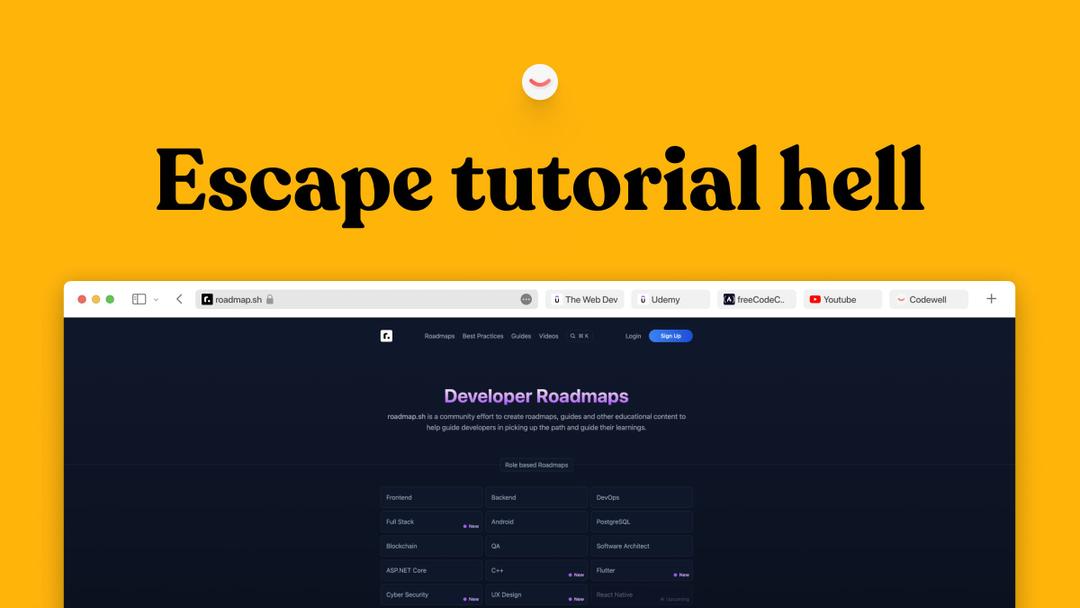 Escape tutorial hell
roadmap.sh
The Web Dev
Udemy
freeCodeC..
Youtube
Codewell
Roadmaps Best Practices Guides Videos ⌘ K Login Sign Up
Developer Roadmaps
roadmap.sh is a community effort to create roadmaps, guides and other educational content to
help guide developers in picking up the path and guide their learnings.
Role based Roadmaps
Frontend Backend DevOps
Full Stack New Android PostgreSQL
Blockchain QA Software Architect
ASP.NET Core C++ New Flutter New
Cyber Security New UX Design New React Native Upcoming